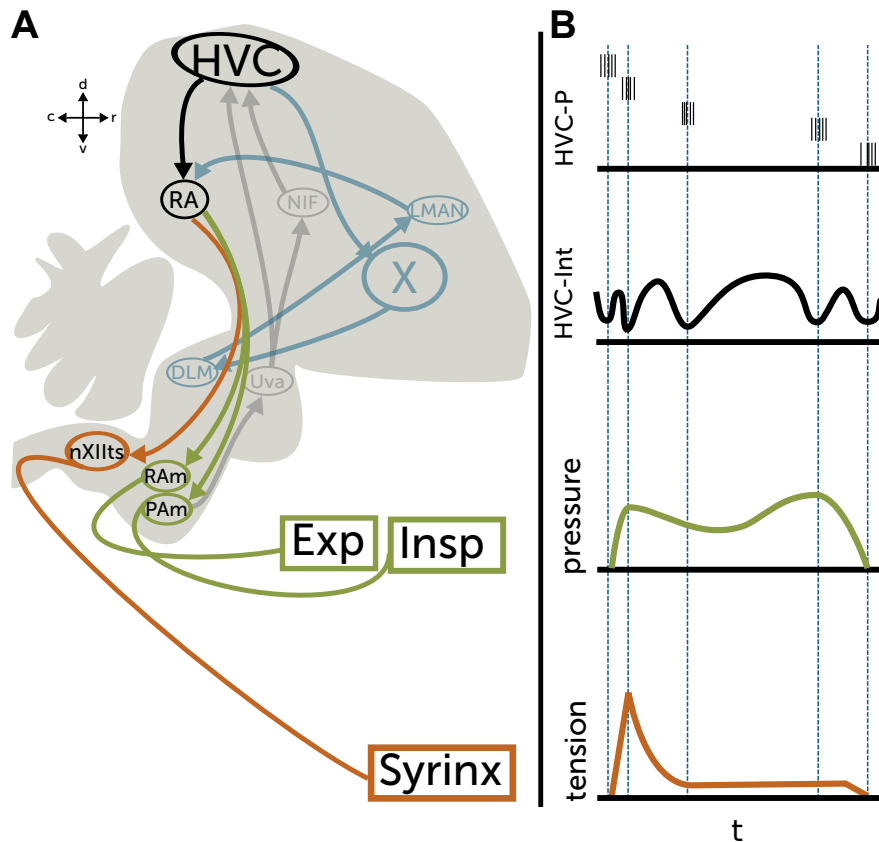 A
HVC
d
c
r
v
RA
NIF
LMAN
X
DLM
Uva
nXIIts
RAm
PAm
Exp
Insp
Syrinx
B
HVC-P
HVC-Int
pressure
tension
t